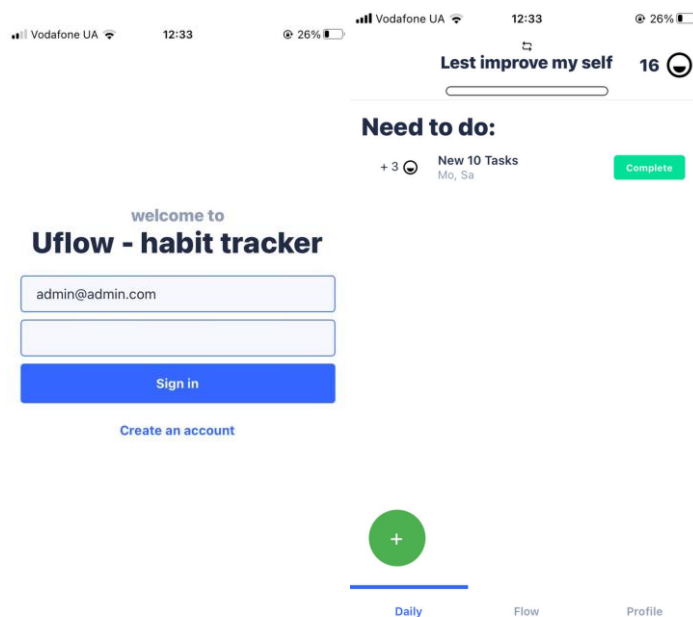 Vodafone UA 12:33 26%
welcome to
Uflow - habit tracker
admin@admin.com
Sign in
Create an account
Vodafone UA 12:33 26%
Lest improve my self 16
Need to do:
+ 3 New 10 Tasks
Mo, Sa
Complete
+
Daily Flow Profile